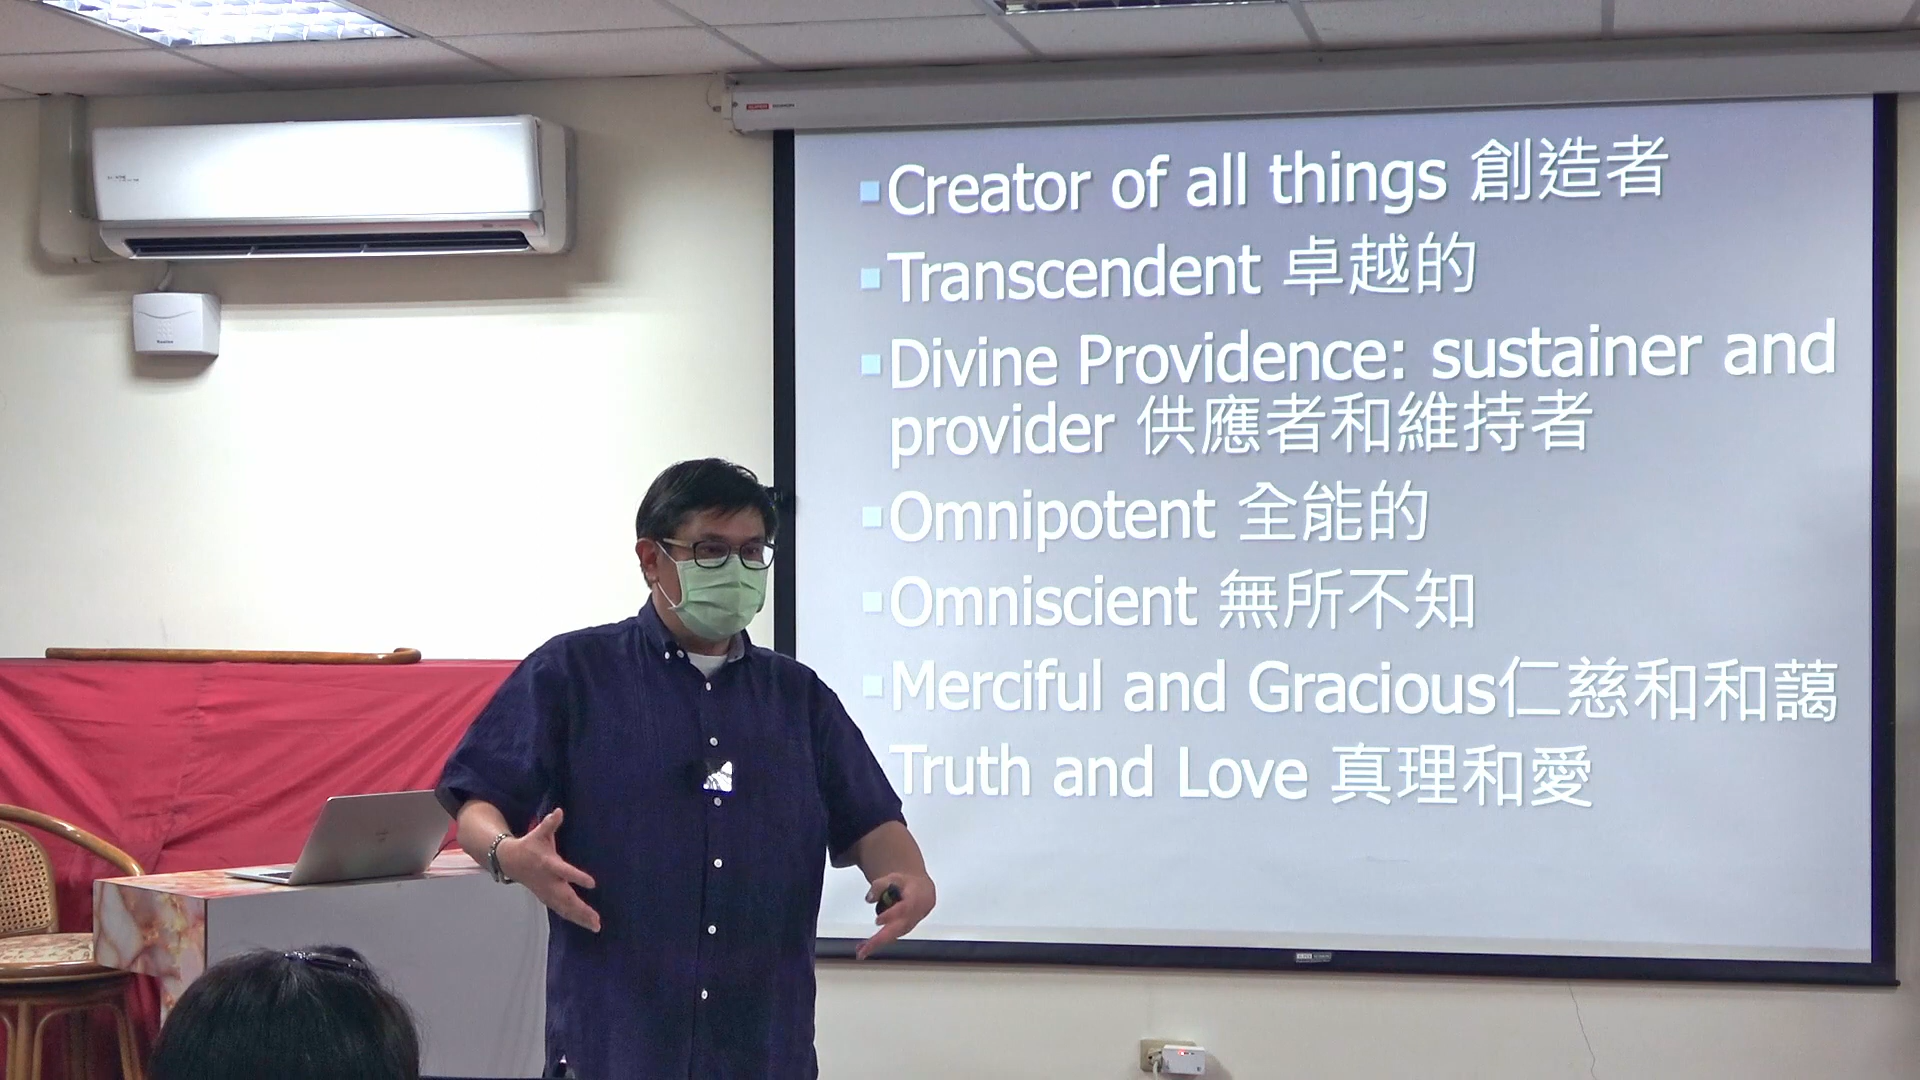 Creator of all things 創造者
Transcendent 卓越的
Divine Providence: sustainer and
provider 供應者和維持者
Omnipotent 全能的
Omniscient 無所不知
Merciful and Gracious仁慈和和藹
Truth and Love 真理和愛